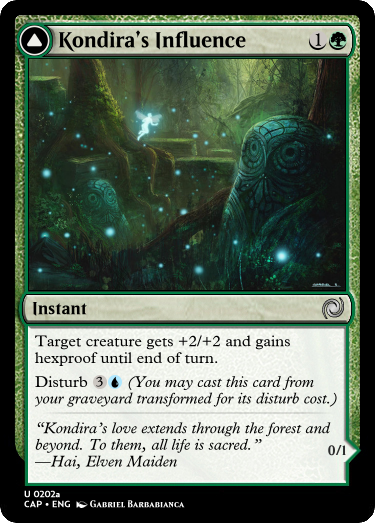 Kondira's Influence 1
Instant
Target creature gets +2/+2 and gains
hexproof until end of turn.
Disturb 3 (You may cast this card from
your graveyard transformed for its disturb cost.)
“Kondira's love extends through the forest and
beyond. To them, all life is sacred.”
—Hai, Elven Maiden
0/1
U 0202a
CAP • ENG Gabriel Barbabianca